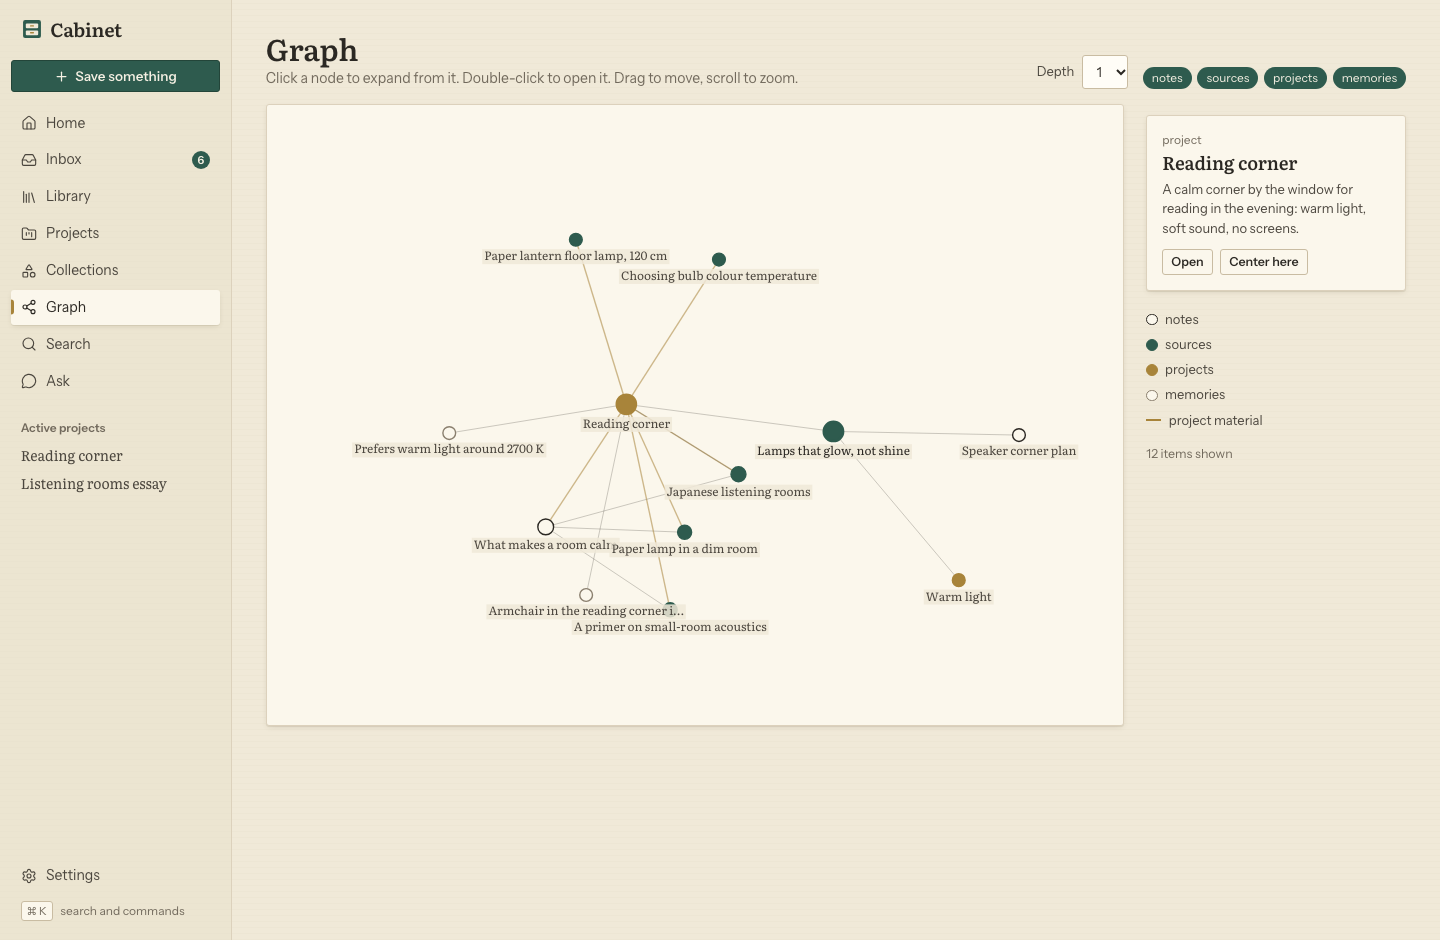 Cabinet
Save something
Home
Inbox
6
Library
Projects
Collections
Graph
Search
Ask
Active projects
Reading corner
Listening rooms essay
Settings
⌘ K search and commands
Graph
Click a node to expand from it. Double-click to open it. Drag to move, scroll to zoom.
Depth
1
notes
sources
projects
memories
Paper lantern floor lamp, 120 cm
Choosing bulb colour temperature
Reading corner
Prefers warm light around 2700 K
Lamps that glow, not shine
Speaker corner plan
Japanese listening rooms
What makes a room
Paper lamp in a dim room
Warm light
Armchair in the reading corner i…
A primer on small-room acoustics
project
Reading corner
A calm corner by the window for
reading in the evening: warm light,
soft sound, no screens.
Open
Center here
notes
sources
projects
memories
project material
12 items shown